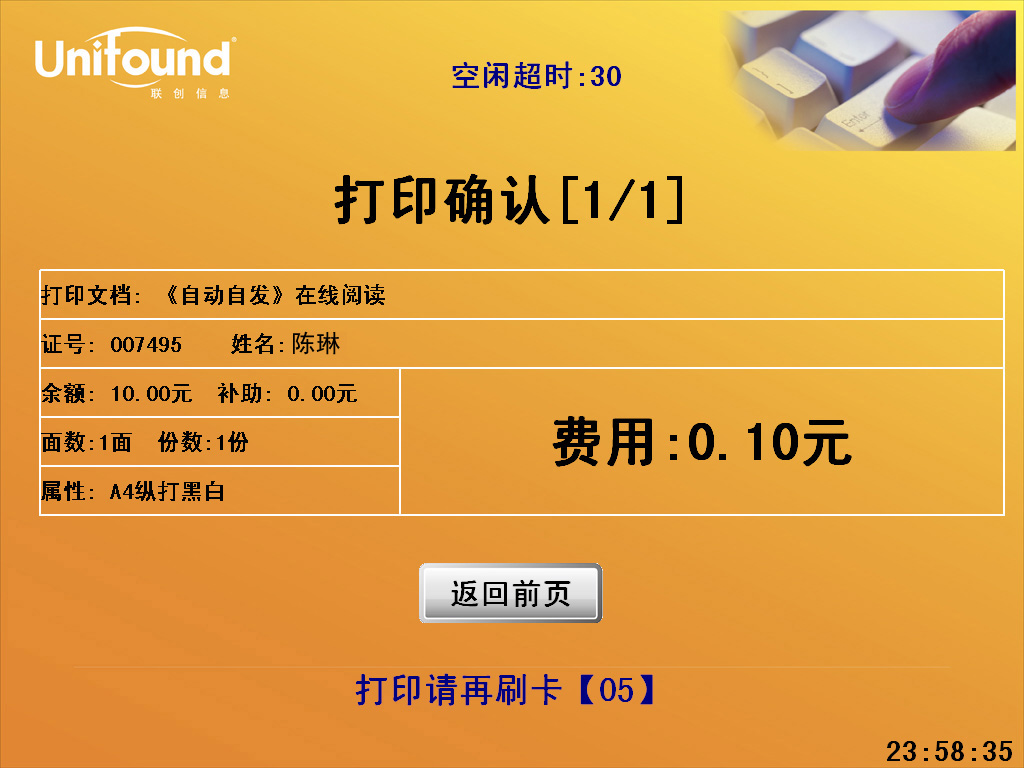 Unifound®
联创信息
空闲超时:30
Enter
打印确认[1/1]
打印文档: 《自动自发》在线阅读
证号: 007495 姓名:陈琳
余额: 10.00元 补助: 0.00元
面数:1面 份数:1份
费用:0.10元
属性: A4纵打黑白
返回前页
打印请再刷卡【05】
23:58:35